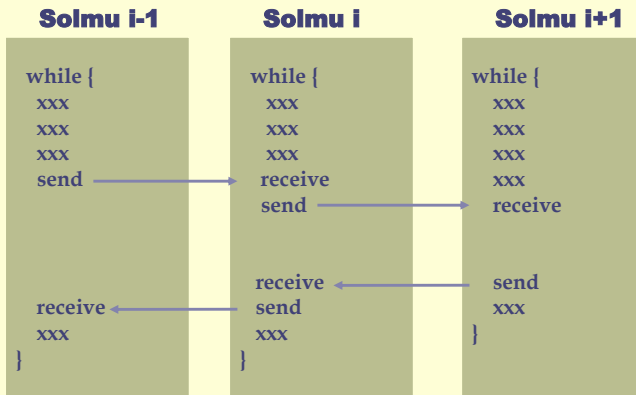 Solmu i-1
while {
xxx
xxx
xxx
send
receive
xxx
}
Solmu i
while {
xxx
xxx
xxx
receive
send
receive
send
xxx
}
Solmu i+1
while {
xxx
xxx
xxx
xxx
receive
send
xxx
}